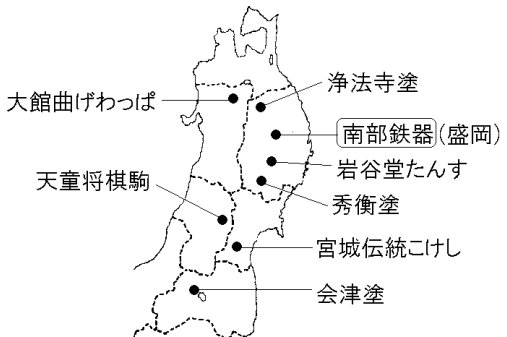 浄法寺塗
大館曲げわっぱ
南部鉄器(盛岡)
岩谷堂たんす
天童将棋駒
秀衡塗
宮城伝統こけし
会津塗